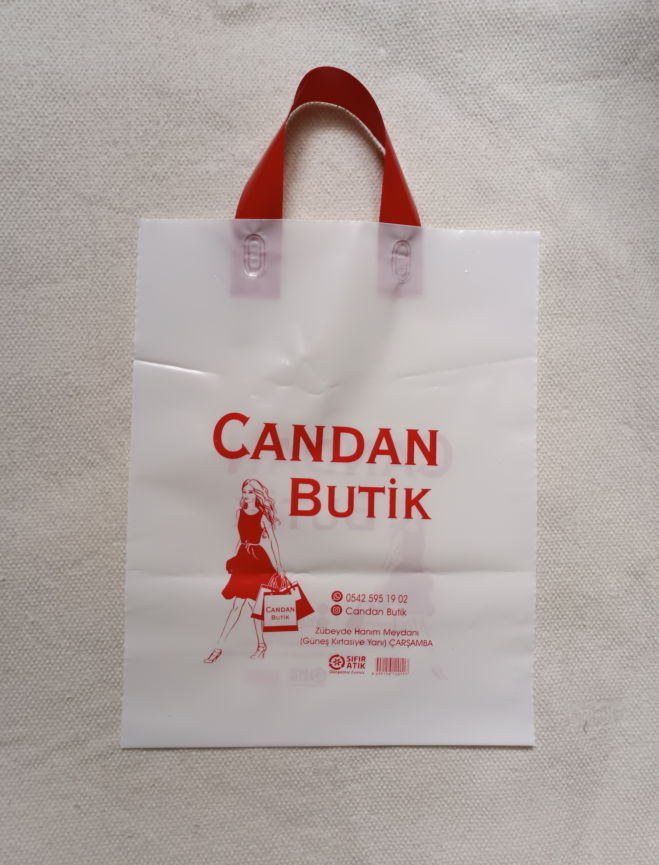 CANDAN
BUTİK
CANDAN
BUTİK
0542 595 19 02
Candan Butik
Zübeyde Hanım Meydanı
(Güneş Kırtasiye Yanı) ÇARŞAMBA
SIFIR
ATIK